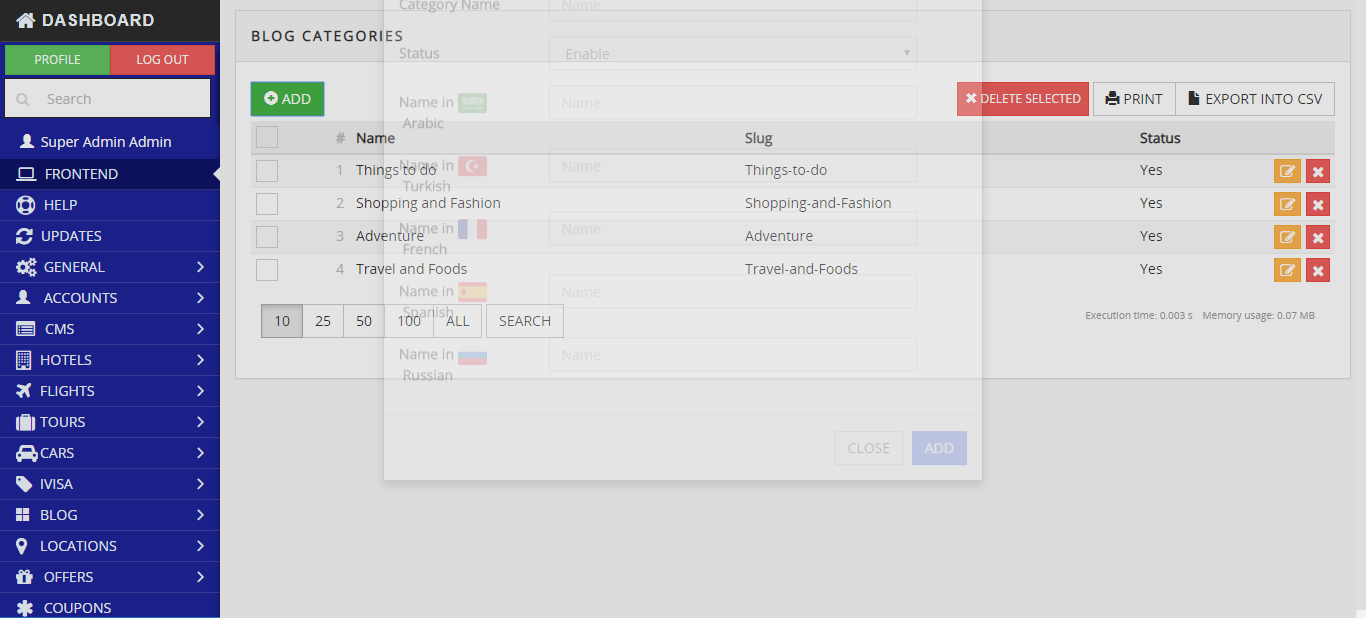 DASHBOARD
PROFILE
LOG OUT
Search
Super Admin Admin
FRONTEND
HELP
UPDATES
GENERAL
ACCOUNTS
CMS
HOTELS
FLIGHTS
TOURS
CARS
IVISA
BLOG
LOCATIONS
OFFERS
COUPONS
BLOG CATEGORIES
ADD
DELETE SELECTED
PRINT
EXPORT INTO CSV
# Name Slug Status
1 Things to do Things-to-do Yes
2 Shopping and Fashion Shopping-and-Fashion Yes
3 Adventure Adventure Yes
4 Travel and Foods Travel-and-Foods Yes
10 25 50 100 ALL SEARCH
Execution time: 0.003 s Memory usage: 0.07 MB
Category Name
Name
Status
Enable
Name in
Arabic
Name
Name in
Turkish
Name
Name in
French
Name
Name in
Spanish
Name
Name in
Russian
Name
CLOSE
ADD